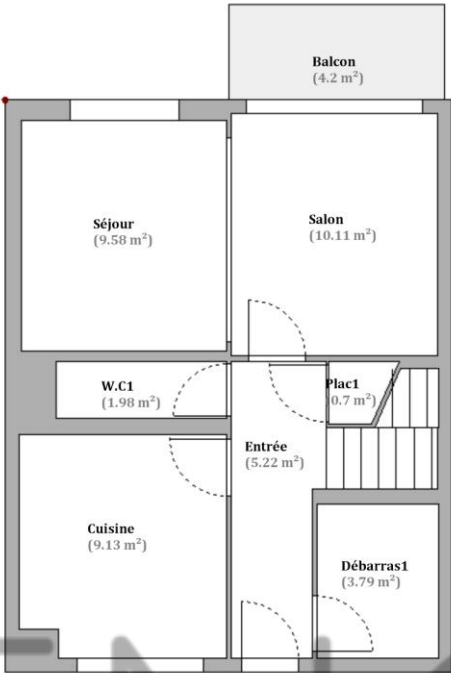 Balcon
(4.2 m²)
Séjour
(9.58 m²)
Salon
(10.11 m²)
W.C1
(1.98 m²)
Plac1
(0.7 m²)
Entrée
(5.22 m²)
Cuisine
(9.13 m²)
Débarras1
(3.79 m²)